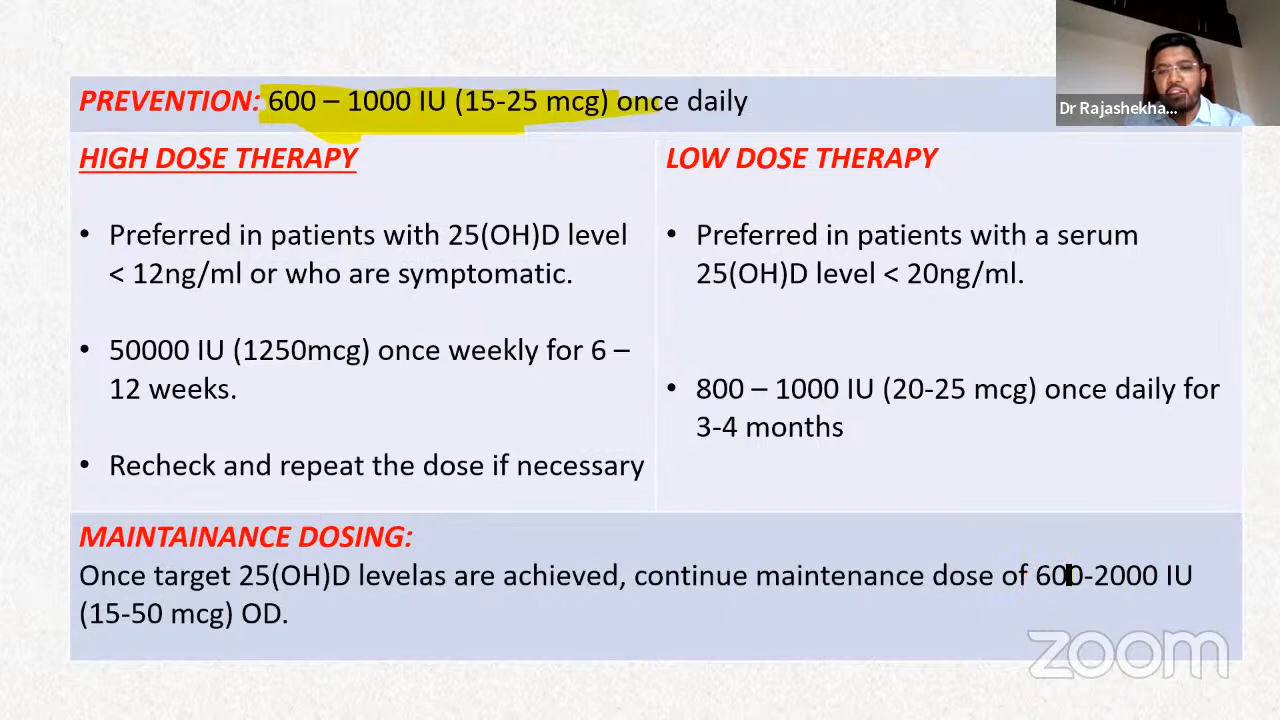 PREVENTION: 600 – 1000 IU (15-25 mcg) once daily
Dr Rajashekha...
HIGH DOSE THERAPY
• Preferred in patients with 25(OH)D level
< 12ng/ml or who are symptomatic.
• 50000 IU (1250mcg) once weekly for 6 –
12 weeks.
• Recheck and repeat the dose if necessary
LOW DOSE THERAPY
• Preferred in patients with a serum
25(OH)D level < 20ng/ml.
• 800 – 1000 IU (20-25 mcg) once daily for
3-4 months
MAINTAINANCE DOSING:
Once target 25(OH)D levelas are achieved, continue maintenance dose of 600-2000 IU
(15-50 mcg) OD.
zoom